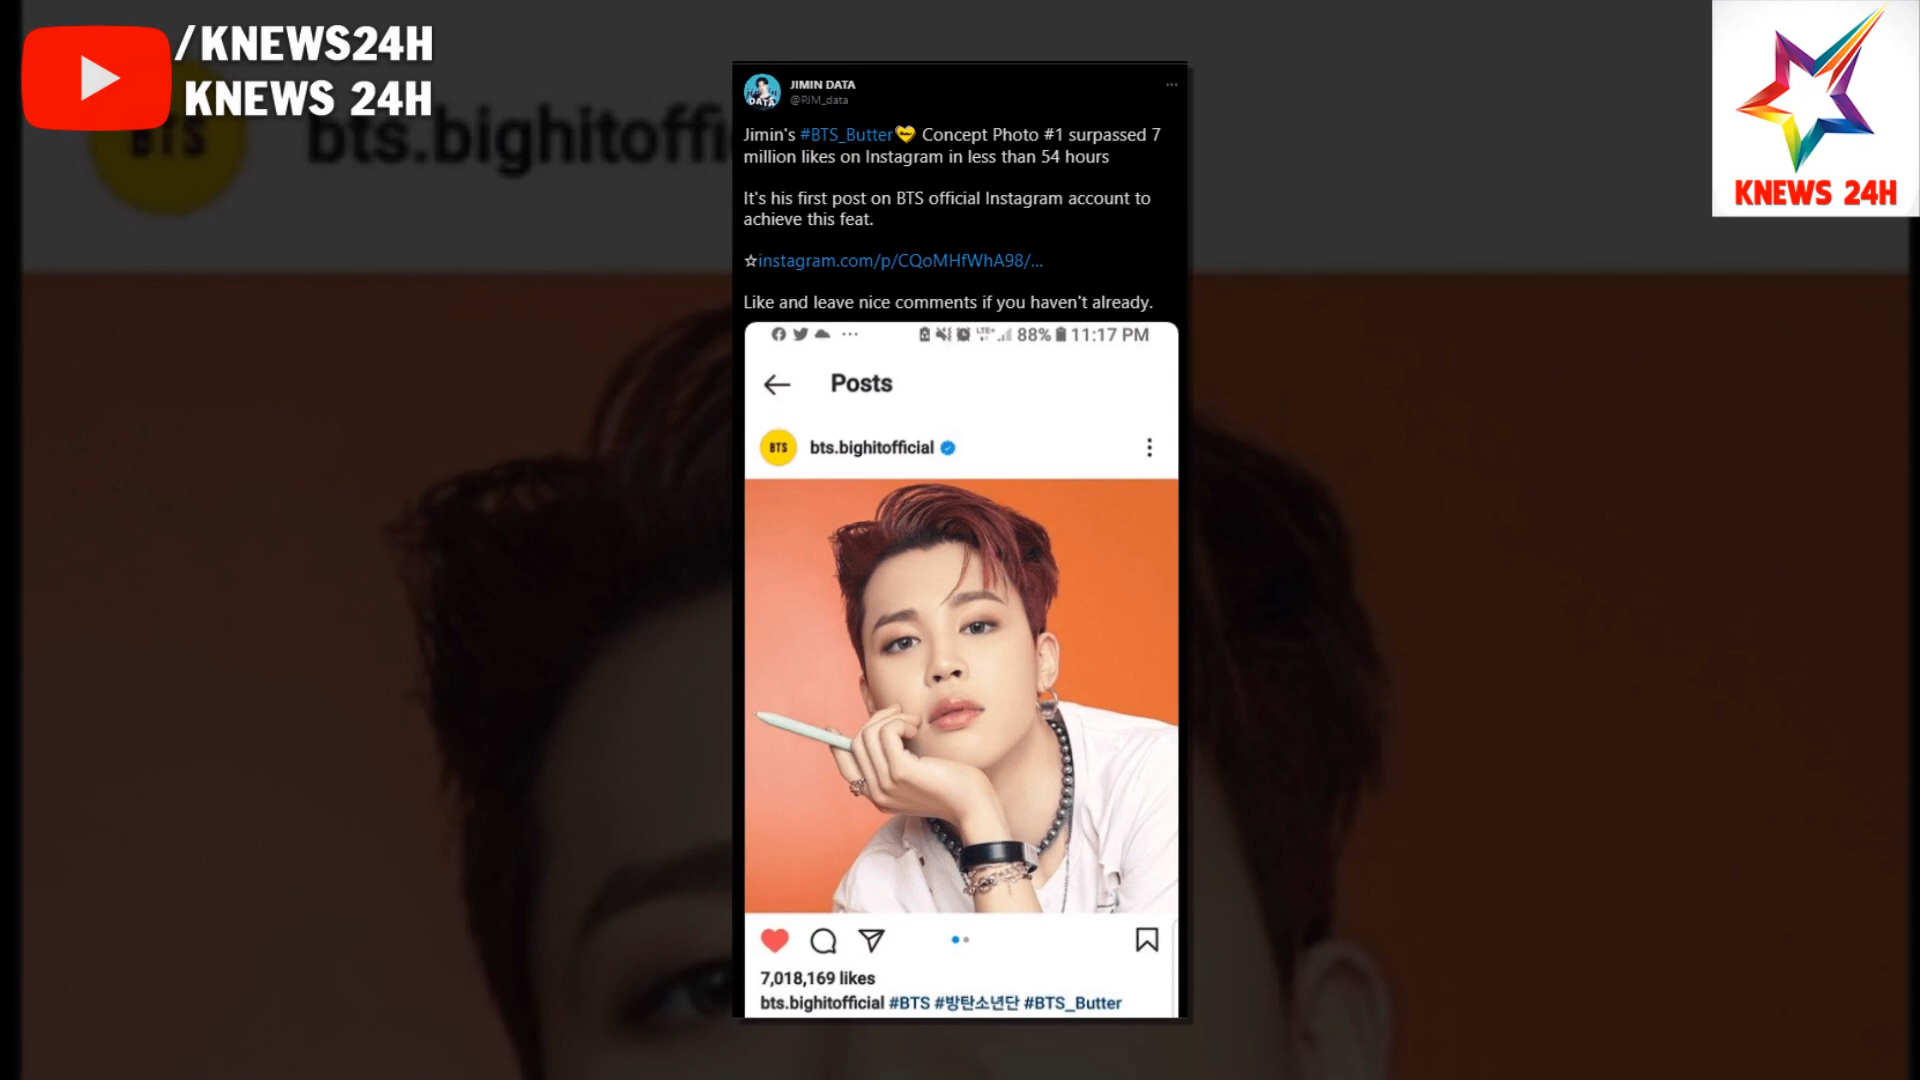 /KNEWS24H
KNEWS 24H
KNEWS 24H
BTS bts.bighitoffi
JIMIN DATA
@PJM_data
DATA
Jimin's #BTS_Butter💛 Concept Photo #1 surpassed 7
million likes on Instagram in less than 54 hours
It's his first post on BTS official Instagram account to
achieve this feat.
☆instagram.com/p/CQoMHfWhA98/...
Like and leave nice comments if you haven't already.
LTE+ 88% 11:17 PM
Posts
BTS bts.bighitofficial
7,018,169 likes
bts.bighitofficial #BTS #방탄소년단 #BTS_Butter